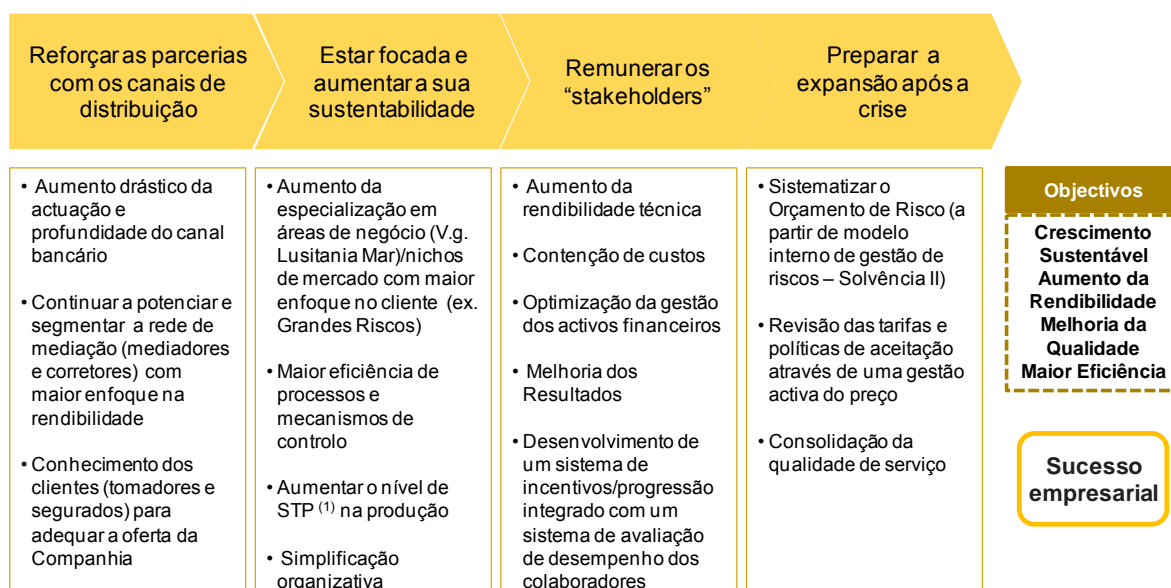 Reforçar as parcerias
com os canais de
distribuição
Estar focada e
aumentar a sua
sustentabilidade
Remunerar os
“stakeholders”
Preparar a
expansão após a
crise
• Aumento drástico da
actuação e
profundidade do canal
bancário
• Continuar a potenciar e
segmentar a rede de
mediação (mediadores
e corretores) com
maior enfoque na
rendibilidade
• Conhecimento dos
clientes (tomadores e
segurados) para
adequar a oferta da
Companhia
• Aumento da
especialização em
áreas de negócio (V.g.
Lusitania Mar)/nichos
de mercado com maior
enfoque no cliente (ex.
Grandes Riscos)
• Maior eficiência de
processos e
mecanismos de
controlo
• Aumentar o nível de
STP (1) na produção
• Simplificação
organizativa
• Aumento da
rendibilidade técnica
• Contenção de custos
• Optimização da gestão
dos activos financeiros
• Melhoria dos
Resultados
• Desenvolvimento de
um sistema de
incentivos/progressão
integrado com um
sistema de avaliação
de desempenho dos
colaboradores
• Sistematizar o
Orçamento de Risco (a
partir de modelo
interno de gestão de
riscos – Solvência II)
• Revisão das tarifas e
políticas de aceitação
através de uma gestão
activa do preço
• Consolidação da
qualidade de serviço
Objectivos
Crescimento
Sustentável
Aumento da
Rendibilidade
Melhoria da
Qualidade
Maior Eficiência
Sucesso
empresarial